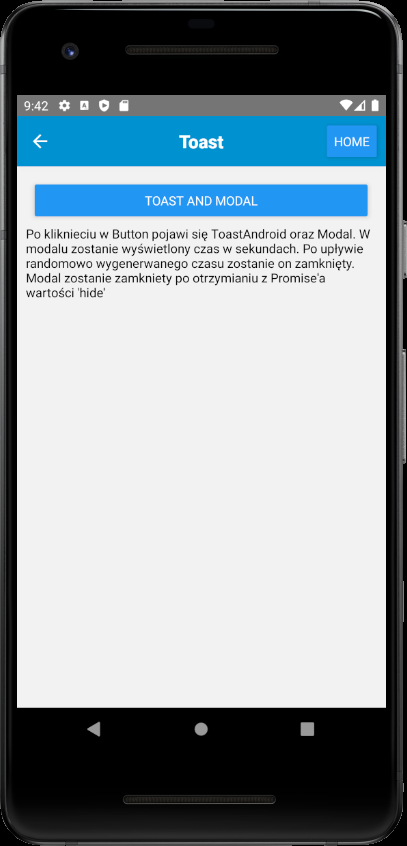 9:42
Toast
HOME
TOAST AND MODAL
Po kliknieciu w Button pojawi się ToastAndroid oraz Modal. W
modalu zostanie wyświetlony czas w sekundach. Po upływie
randomowo wygenerwanego czasu zostanie on zamknięty.
Modal zostanie zamkniety po otrzymianiu z Promise'a
wartości 'hide'